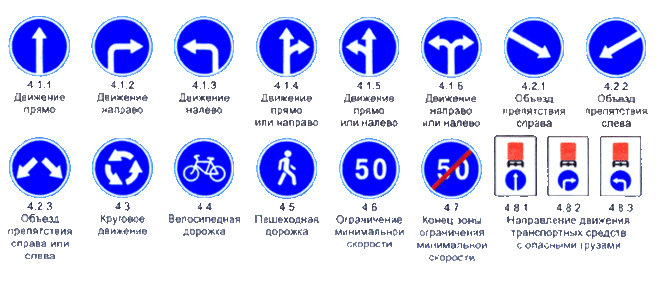 4.1.1 4.1.2 4.1.3 4.1.4 4.1.5 4.1.6 4.2.1 4.2.2
Движение Движение Движение Движение Движение Движение Объезд Объезд
прямо направо налево прямо прямо направо препятствия препятствия
или направо или налево или налево справа слева
50 50
4.2.3 4.3 4.4 4.5 4.6 4.7 4.8.1 4.8.2 4.8.3
Объезд Круговое Велосипедная Пешеходная Ограничение Конец зоны Направление движения
препятствия движение дорожка дорожка минимальной ограничения транспортных средств
справа или скорости минимальной с опасными грузами
слева скорости